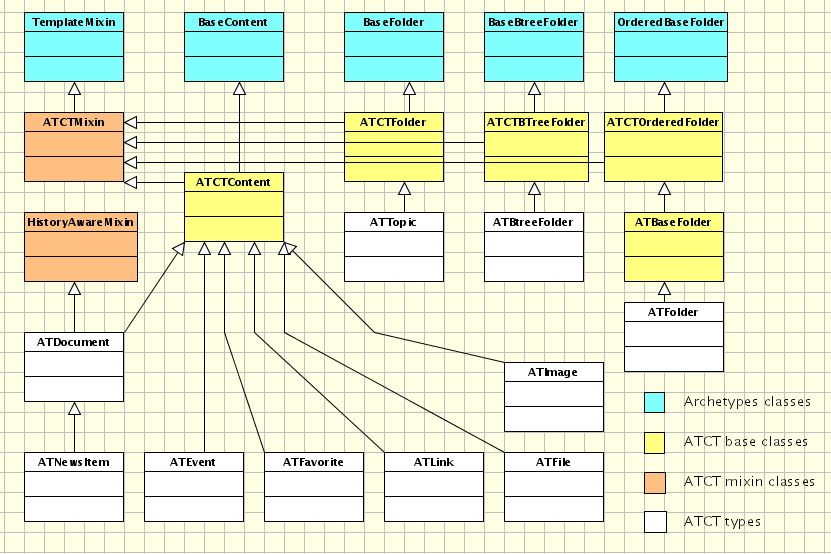 TemplateMixin
BaseContent
BaseFolder
BaseBtreeFolder
OrderedBaseFolder
ATCTMixin
ATCTFolder
ATCTBTreeFolder
ATCTOrderedFolder
ATCTContent
HistoryAwareMixin
ATTopic
ATBtreeFolder
ATBaseFolder
ATFolder
ATDocument
ATImage
Archetypes classes
ATCT base classes
ATNewsItem
ATEvent
ATFavorite
ATLink
ATFile
ATCT mixin classes
ATCT types